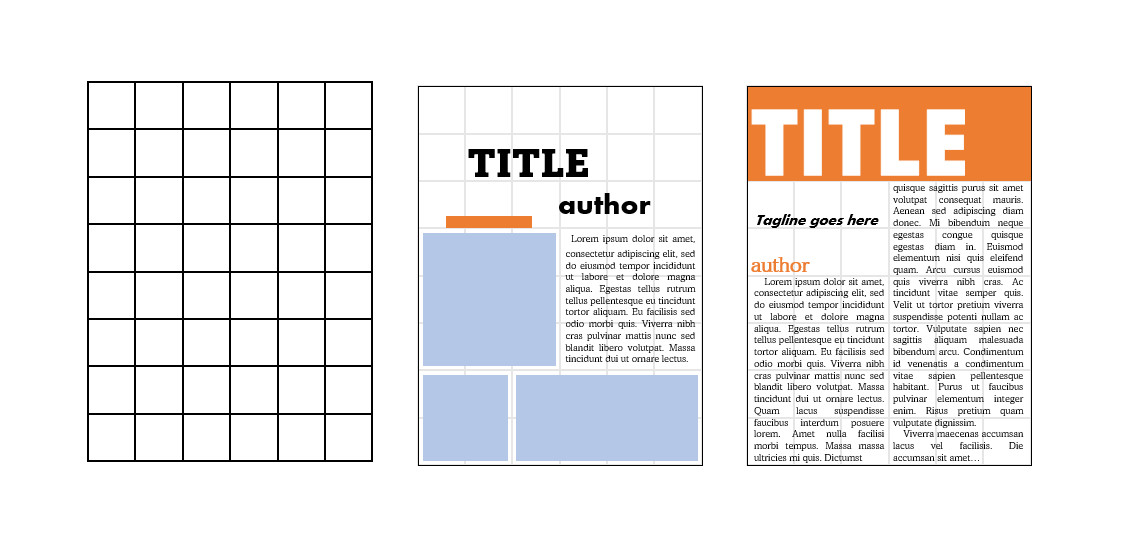 TITLE
author
Lorem ipsum dolor sit amet,
consectetur adipiscing elit, sed
do eiusmod tempor incididunt
ut labore et dolore magna
aliqua. Egestas tellus rutrum
tellus pellentesque eu tincidunt
tortor aliquam. Eu facilisis sed
odio morbi quis. Viverra nibh
cras pulvinar mattis nunc sed
blandit libero volutpat. Massa
tincidunt dui ut ornare lectus.
TITLE
Tagline goes here
author
Lorem ipsum dolor sit amet,
consectetur adipiscing elit, sed
do eiusmod tempor incididunt
ut labore et dolore magna
aliqua. Egestas tellus rutrum
tellus pellentesque eu tincidunt
tortor aliquam. Eu facilisis sed
odio morbi quis. Viverra nibh
cras pulvinar mattis nunc sed
blandit libero volutpat. Massa
tincidunt dui ut ornare lectus.
Quam lacus suspendisse
faucibus interdum posuere
lorem. Amet nulla facilisi
morbi tempus. Massa massa
ultricies mi quis. Dictumst
quisque sagittis purus sit amet
volutpat consequat mauris.
Aenean sed adipiscing diam
donec. Mi bibendum neque
egestas congue quisque
egestas diam in. Euismod
elementum nisi quis eleifend
quam. Arcu cursus euismod
quis viverra nibh cras. Ac
tincidunt vitae semper quis.
Velit ut tortor pretium viverra
suspendisse potenti nullam ac
tortor. Vulputate sapien nec
sagittis aliquam malesuada
bibendum arcu. Condimentum
id venenatis a condimentum
vitae sapien pellentesque
habitant. Purus ut faucibus
pulvinar elementum integer
enim. Risus pretium quam
vulputate dignissim.
Viverra maecenas accumsan
lacus vel facilisis. Die
accumsan sit amet…